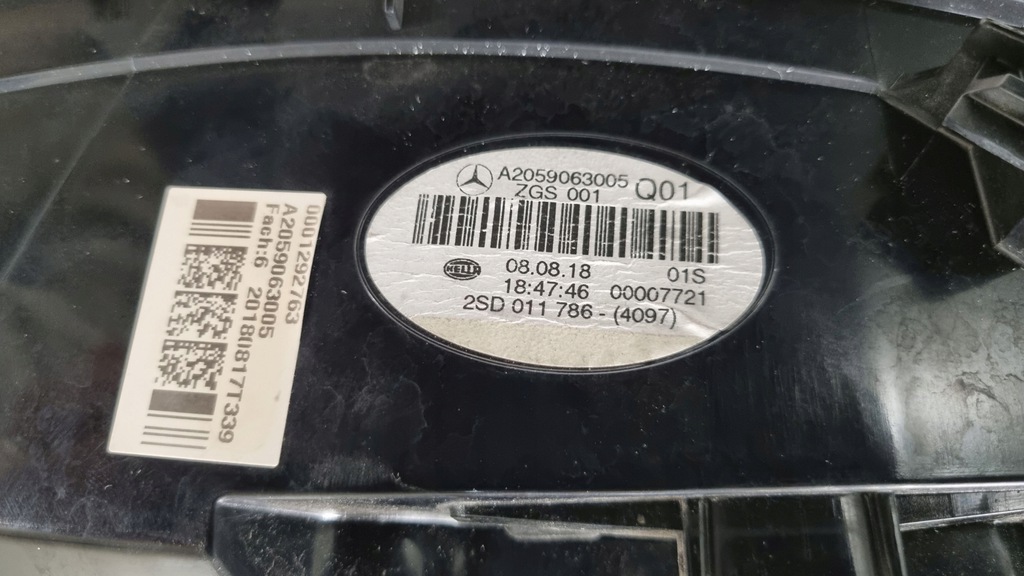 A2059063005 Q01
ZGS 001
HELLA
08.08.18 01S
18:47:46 00007721
2SD 011 786-(4097)
0001292763
A2059063005
Fach:6 20180817T339